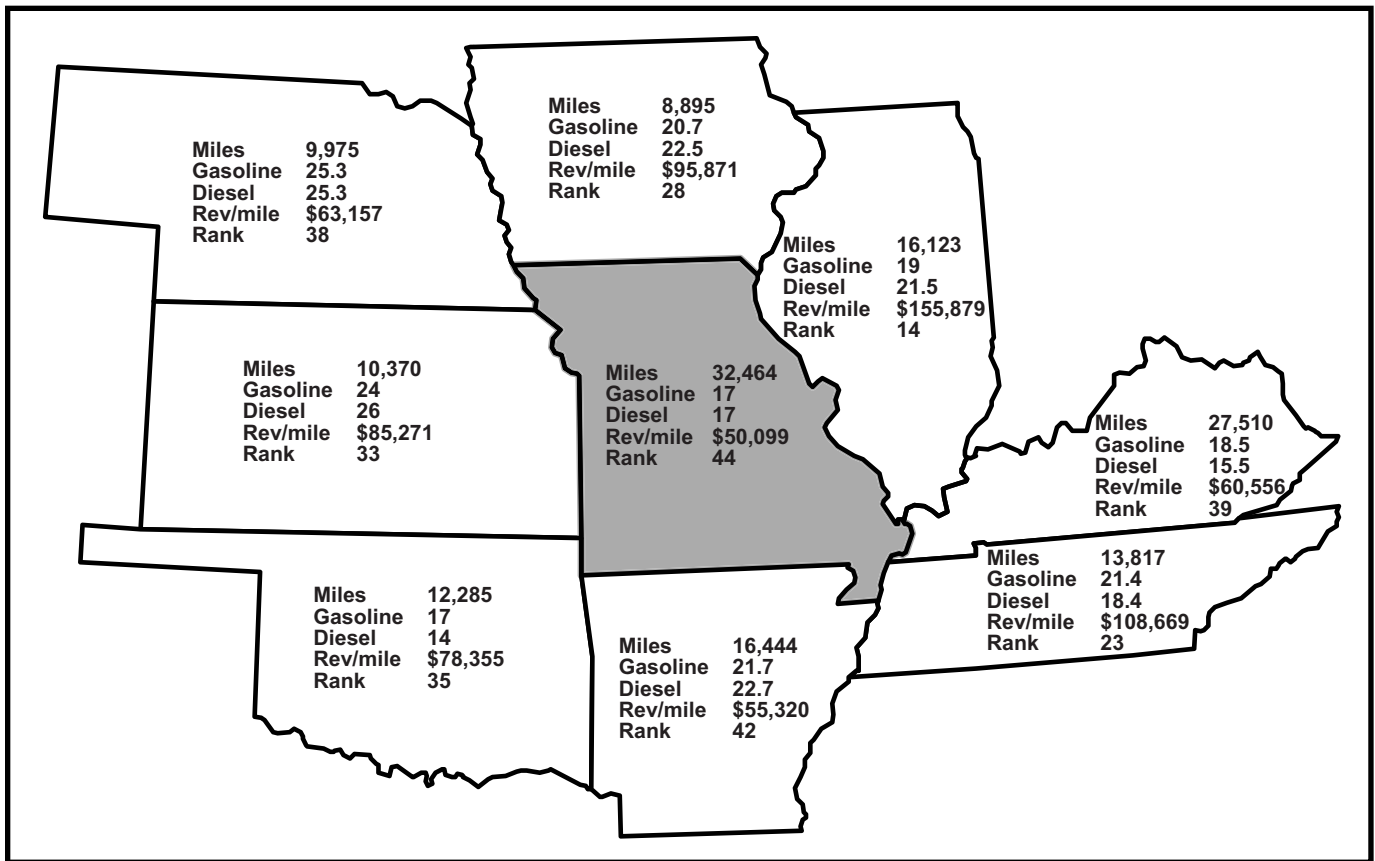 Miles 8,895
Gasoline 20.7
Diesel 22.5
Rev/mile $95,871
Rank 28
Miles 9,975
Gasoline 25.3
Diesel 25.3
Rev/mile $63,157
Rank 38
Miles 16,123
Gasoline 19
Diesel 21.5
Rev/mile $155,879
Rank 14
Miles 10,370
Gasoline 24
Diesel 26
Rev/mile $85,271
Rank 33
Miles 32,464
Gasoline 17
Diesel 17
Rev/mile $50,099
Rank 44
Miles 27,510
Gasoline 18.5
Diesel 15.5
Rev/mile $60,556
Rank 39
Miles 13,817
Gasoline 21.4
Diesel 18.4
Rev/mile $108,669
Rank 23
Miles 12,285
Gasoline 17
Diesel 14
Rev/mile $78,355
Rank 35
Miles 16,444
Gasoline 21.7
Diesel 22.7
Rev/mile $55,320
Rank 42